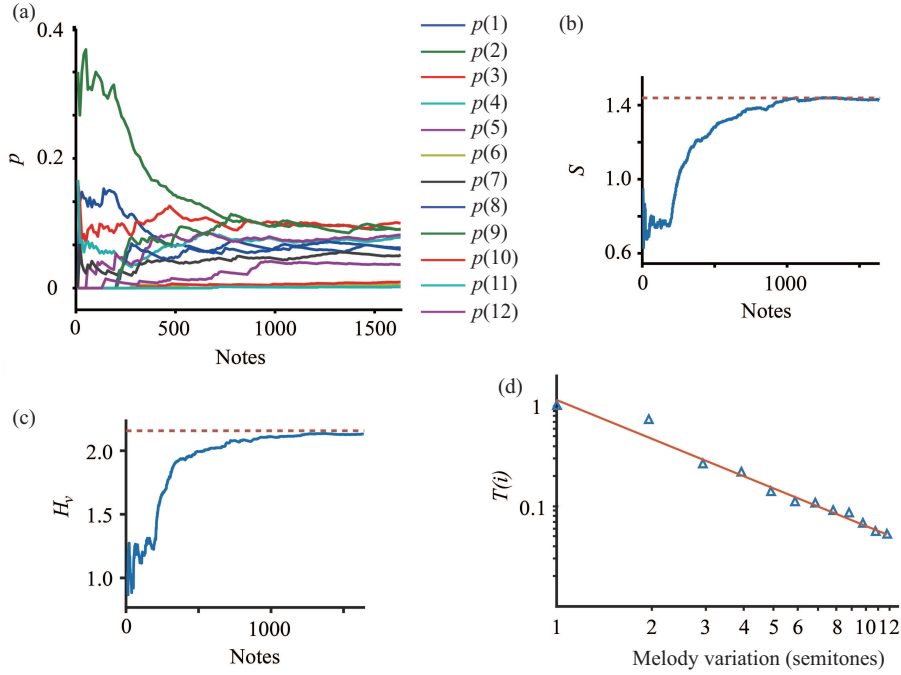 (a)
0.4
0.2
0
p
0
500
1000
1500
Notes
p(1)
p(2)
p(3)
p(4)
p(5)
p(6)
p(7)
p(8)
p(9)
p(10)
p(11)
p(12)
(b)
1.4
1.0
0.6
S
0
1000
Notes
(c)
2.0
1.5
1.0
Hv
0
1000
Notes
(d)
1
0.1
T(i)
1
2
3
4
5
6
8
10
12
Melody variation (semitones)